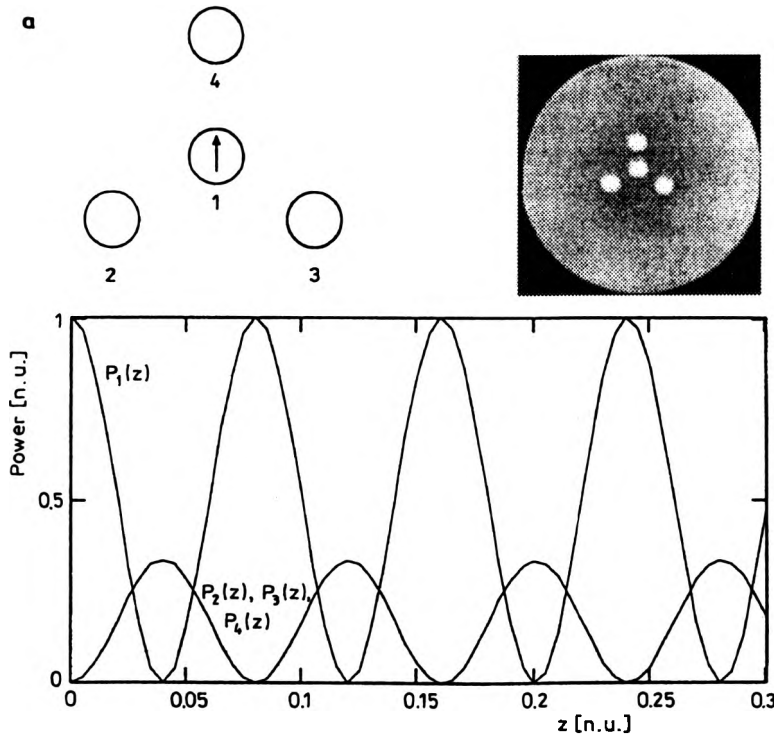 a
4
1
2
3
Power [n.u.]
1
0.5
0
P₁(z)
P₂(z), P₃(z),
P₄(z)
0
0.05
0.1
0.15
0.2
0.25
0.3
z [n.u.]